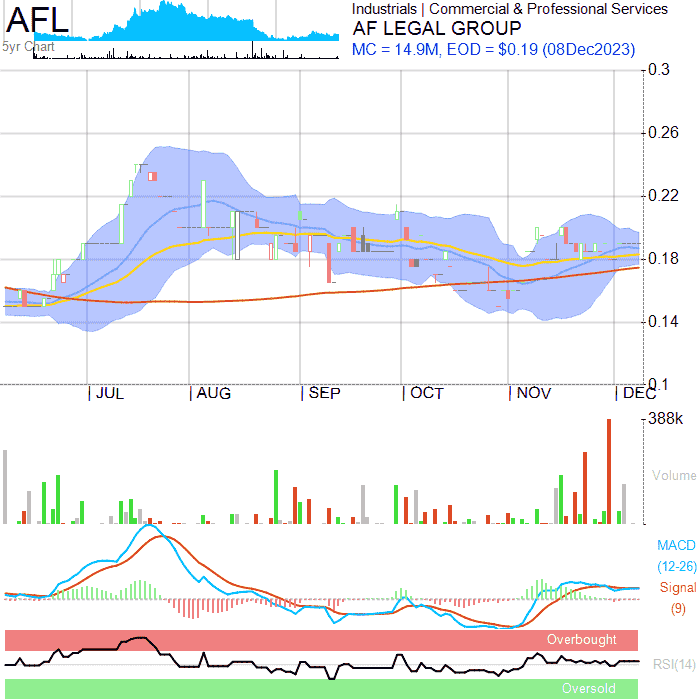 AFL
5yr Chart
Industrials | Commercial & Professional Services
AF LEGAL GROUP
MC = 14.9M, EOD = $0.19 (08Dec2023)
0.3
0.26
0.22
0.18
0.14
0.1
JUL AUG SEP OCT NOV DEC
388k
Volume
MACD
(12-26)
Signal
(9)
Overbought
RSI(14)
Oversold